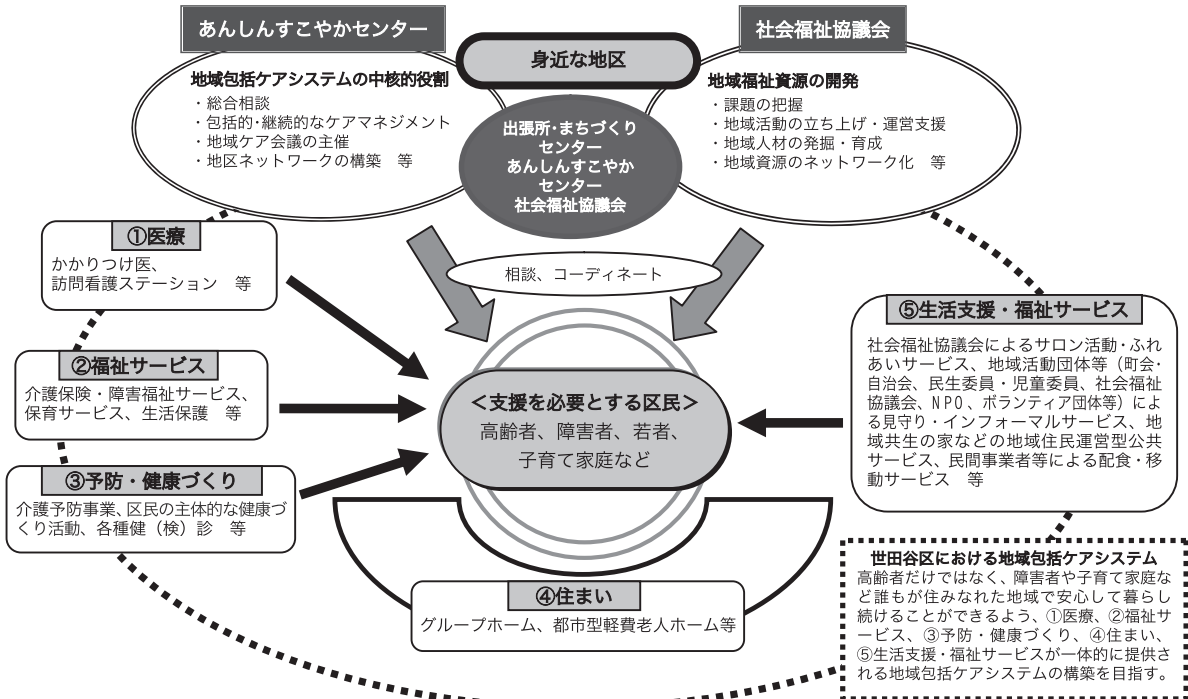 あんしんすこやかセンター
地域包括ケアシステムの中核的役割
・総合相談
・包括的・継続的なケアマネジメント
・地域ケア会議の主催
・地区ネットワークの構築　等
身近な地区
出張所・まちづくり
センター
あんしんすこやか
センター
社会福祉協議会
社会福祉協議会
地域福祉資源の開発
・課題の把握
・地域活動の立ち上げ・運営支援
・地域人材の発掘・育成
・地域資源のネットワーク化　等
相談、コーディネート
①医療
かかりつけ医、
訪問看護ステーション　等
②福祉サービス
介護保険・障害福祉サービス、
保育サービス、生活保護　等
③予防・健康づくり
介護予防事業、区民の主体的な健康づ
くり活動、各種健（検）診　等
＜支援を必要とする区民＞
高齢者、障害者、若者、
子育て家庭など
④住まい
グループホーム、都市型軽費老人ホーム等
⑤生活支援・福祉サービス
社会福祉協議会によるサロン活動・ふれ
あいサービス、地域活動団体等（町会・
自治会、民生委員・児童委員、社会福祉
協議会、NPO、ボランティア団体等）によ
る見守り・インフォーマルサービス、地
域共生の家などの地域住民運営型公共
サービス、民間事業者等による配食・移
動サービス　等
世田谷区における地域包括ケアシステム
高齢者だけではなく、障害者や子育て家庭な
ど誰もが住みなれた地域で安心して暮らし
続けることができるよう、①医療、②福祉サ
ービス、③予防・健康づくり、④住まい、
⑤生活支援・福祉サービスが一体的に提供さ
れる地域包括ケアシステムの構築を目指す。